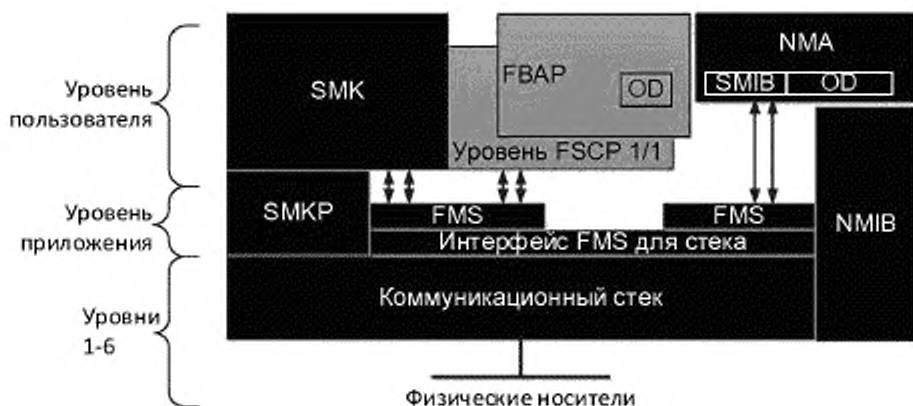 Уровень
пользователя
SMK
FBAP
OD
NMA
SMIB
OD
Уровень FSCP 1/1
Уровень
приложения
SMKP
FMS
FMS
NMIB
Интерфейс FMS для стека
Уровни
1-6
Коммуникационный стек
Физические носители